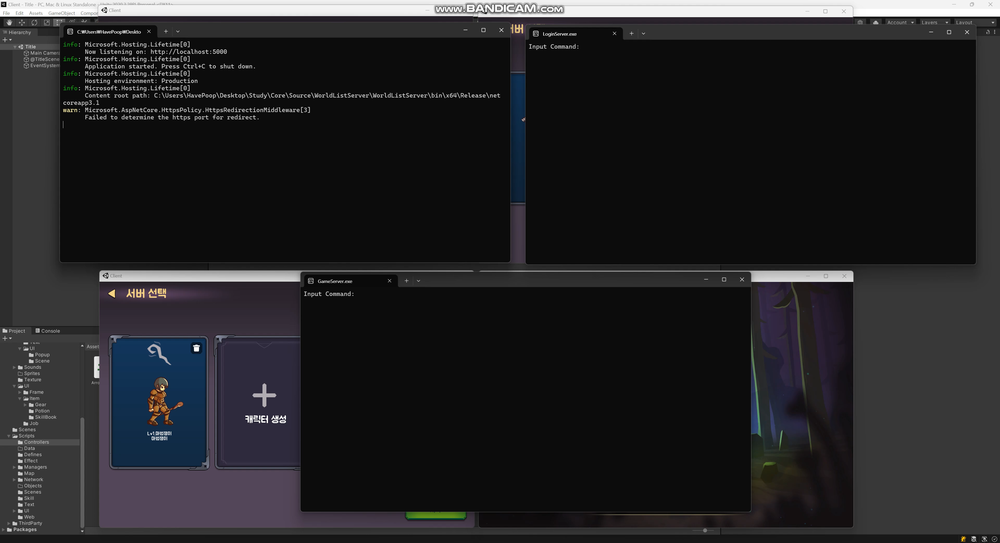 Client - Title - PC, Mac & Linux Standalone - Unity 2020.3.28f1 Personal <DX11>
www.BANDICAM.com
File Edit Assets GameObject Compor
Client
Account Layers Layout
Hierarchy
Title
Main Camera
@TitleScene
EventSystem
C:₩Users₩HavePoop₩Deskto
info: Microsoft.Hosting.Lifetime[0]
Now listening on: http://localhost:5000
info: Microsoft.Hosting.Lifetime[0]
Application started. Press Ctrl+C to shut down.
info: Microsoft.Hosting.Lifetime[0]
Hosting environment: Production
info: Microsoft.Hosting.Lifetime[0]
Content root path: C:\Users\HavePoop\Desktop\Study\Core\Source\WorldListServer\WorldListServer\bin\x64\Release\net
coreapp3.1
warn: Microsoft.AspNetCore.HttpsPolicy.HttpsRedirectionMiddleware[3]
Failed to determine the https port for redirect.
LoginServer.exe
Input Command:
Client
서버 선택
Lv1.마법쟁이
마법쟁이
캐릭터 생성
GameServer.exe
Input Command:
Project Console
Asset
Arro
Text
UI
Popup
Scene
Sounds
Sprites
Texture
UI
Frame
Item
Gear
Potion
SkillBook
Job
Scenes
Scripts
Controllers
Data
Defines
Effect
Managers
Map
Network
Objects
Scenes
Skill
Text
UI
Web
ThirdParty
Packages